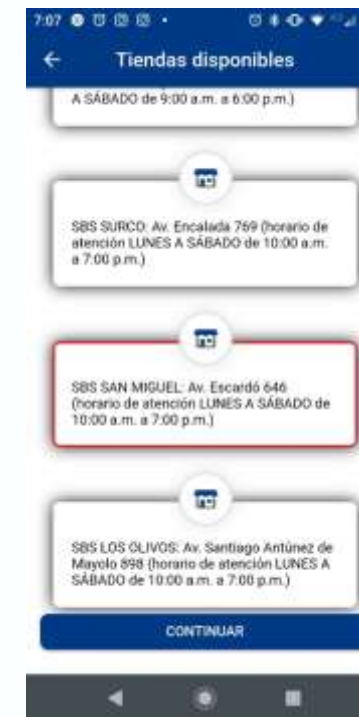 7:07
Tiendas disponibles
A SÁBADO de 9:00 a.m. a 6:00 p.m.)
SBS SURCO: Av. Encalada 769 (horario de
atención LUNES A SÁBADO de 10:00 a.m.
a 7:00 p.m.)
SBS SAN MIGUEL: Av. Escardó 646
(horario de atención LUNES A SÁBADO de
10:00 a.m. a 7:00 p.m.)
SBS LOS OLIVOS: Av. Santiago Antúnez de
Mayolo 898 (horario de atención LUNES A
SÁBADO de 10:00 a.m. a 7:00 p.m.)
CONTINUAR